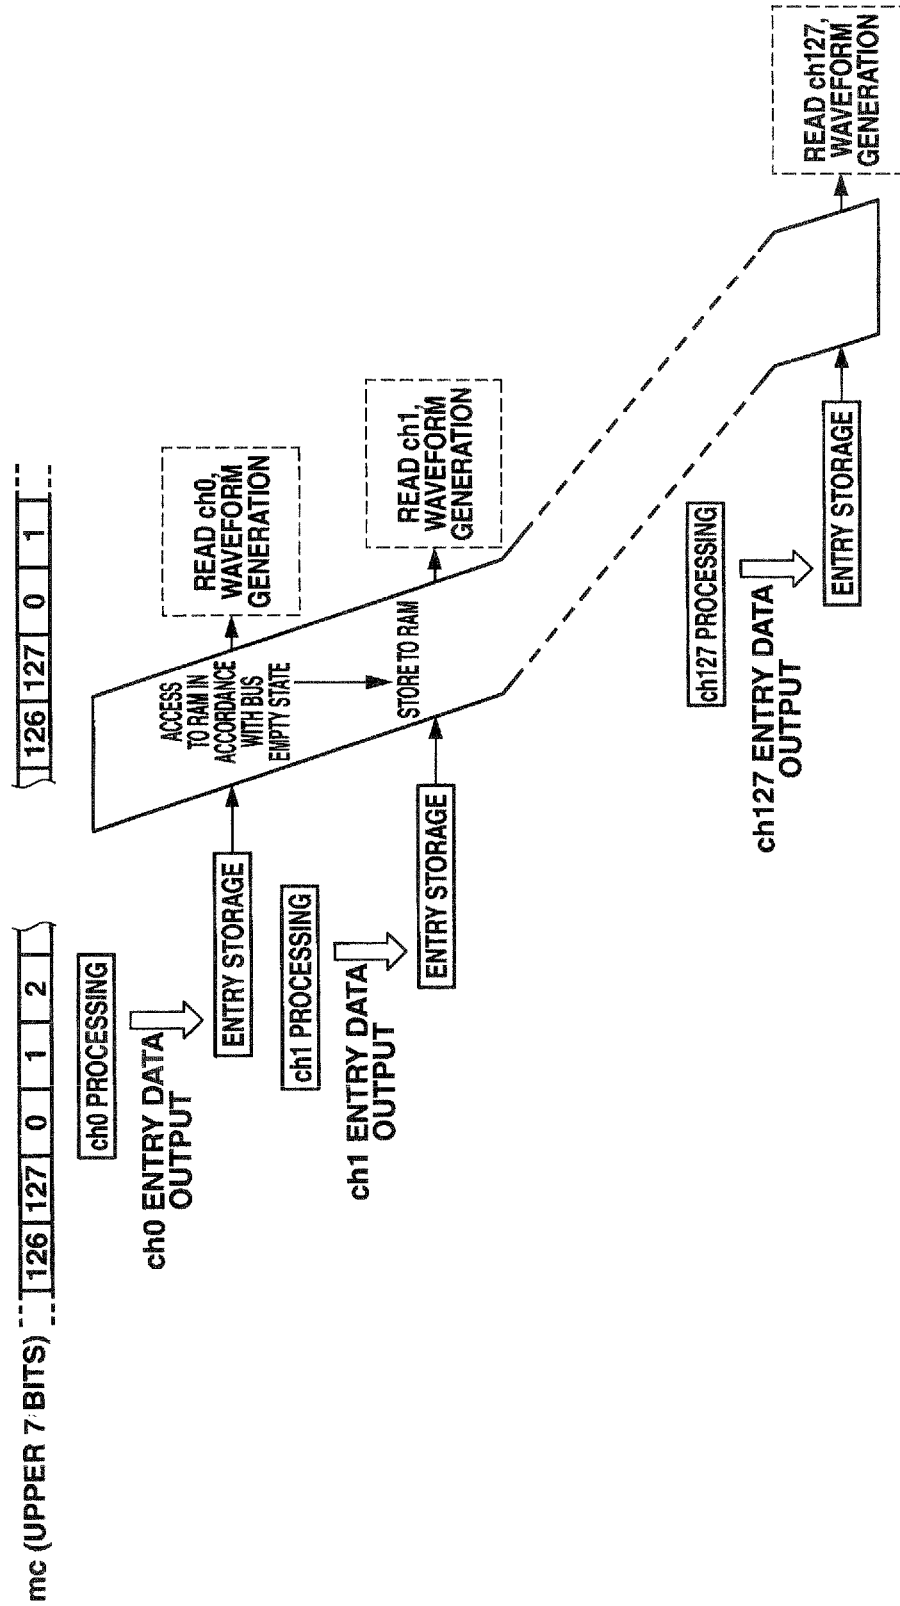 mc (UPPER 7 BITS)
126 127 0 1 2
126 127 0 1
ch0 PROCESSING
ch0 ENTRY DATA
OUTPUT
ENTRY STORAGE
ACCESS
TO RAM IN
ACCORDANCE
WITH BUS
EMPTY STATE
READ ch0,
WAVEFORM
GENERATION
ch1 PROCESSING
ch1 ENTRY DATA
OUTPUT
ENTRY STORAGE
STORE TO RAM
READ ch1,
WAVEFORM
GENERATION
ch127 PROCESSING
ch127 ENTRY DATA
OUTPUT
ENTRY STORAGE
READ ch127,
WAVEFORM
GENERATION